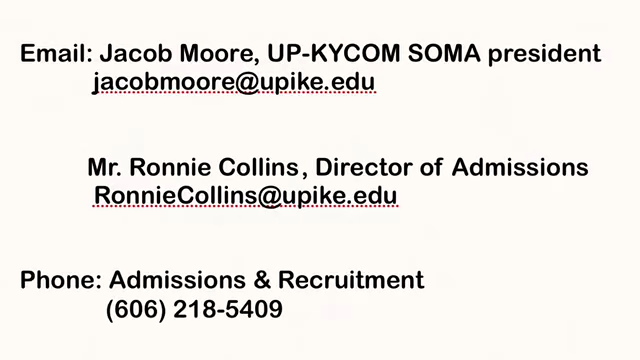 Email: Jacob Moore, UP-KYCOM SOMA president
jacobmoore@upike.edu
Mr. Ronnie Collins, Director of Admissions
RonnieCollins@upike.edu
Phone: Admissions & Recruitment
(606) 218-5409